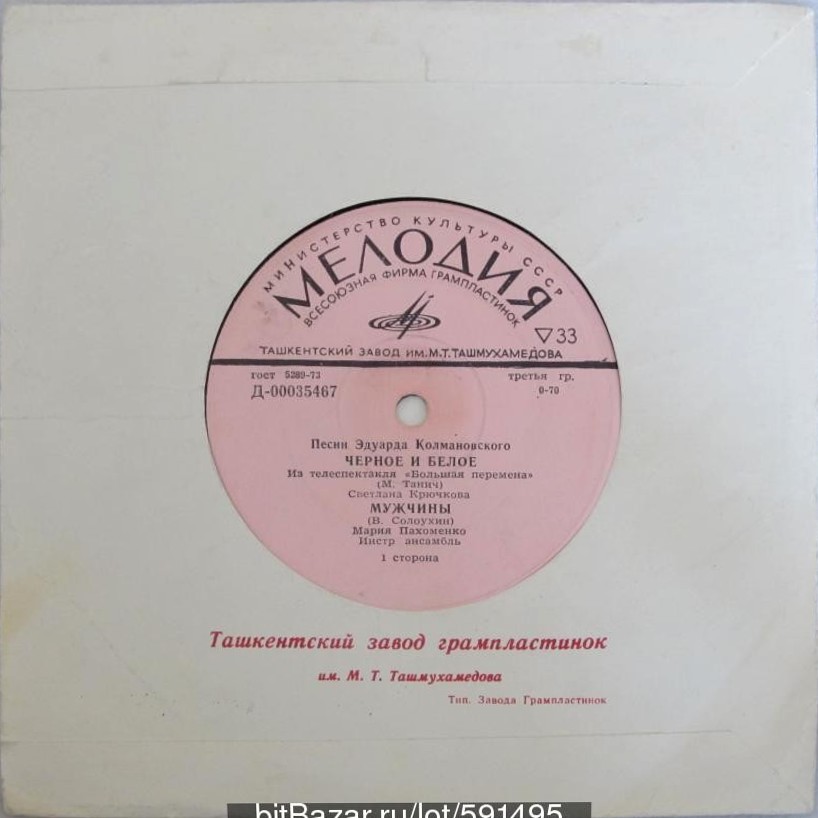 МИНИСТЕРСТВО КУЛЬТУРЫ СССР
МЕЛОДИЯ
ВСЕСОЮЗНАЯ ФИРМА ГРАМПЛАСТИНОК
33
ТАШКЕНТСКИЙ ЗАВОД ИМ. М.Т. ТАШМУХАМЕДОВА
гост 5289-73
третья гр.
Д-00035467
0-70
Песни Эдуарда Колмановского
ЧЕРНОЕ И БЕЛОЕ
Из телеспектакля «Большая перемена»
(М. Танич)
Светлана Крючкова
МУЖЧИНЫ
(В. Солоухин)
Мария Пахоменко
Инстр ансамбль
1 сторона
Ташкентский завод грампластинок
им. М. Т. Ташмухамедова
Тип. Завода Грампластинок
bitBazar.ru/lot/591495